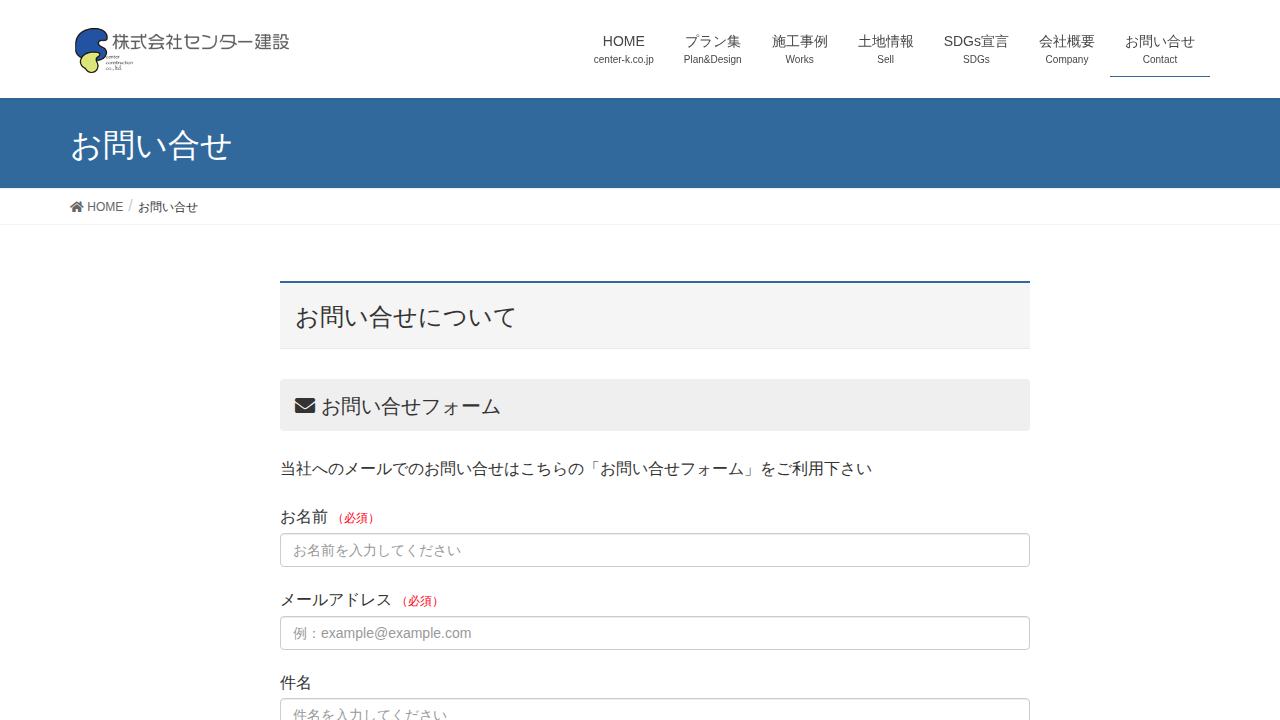 株式会社センター建設
center
construction
co.,ltd.
HOME
center-k.co.jp
プラン集
Plan&Design
施工事例
Works
土地情報
Sell
SDGs宣言
SDGs
会社概要
Company
お問い合せ
Contact
お問い合せ
HOME / お問い合せ
お問い合せについて
お問い合せフォーム
当社へのメールでのお問い合せはこちらの「お問い合せフォーム」をご利用下さい
お名前 （必須）
お名前を入力してください
メールアドレス （必須）
例：example@example.com
件名
件名を入力してください